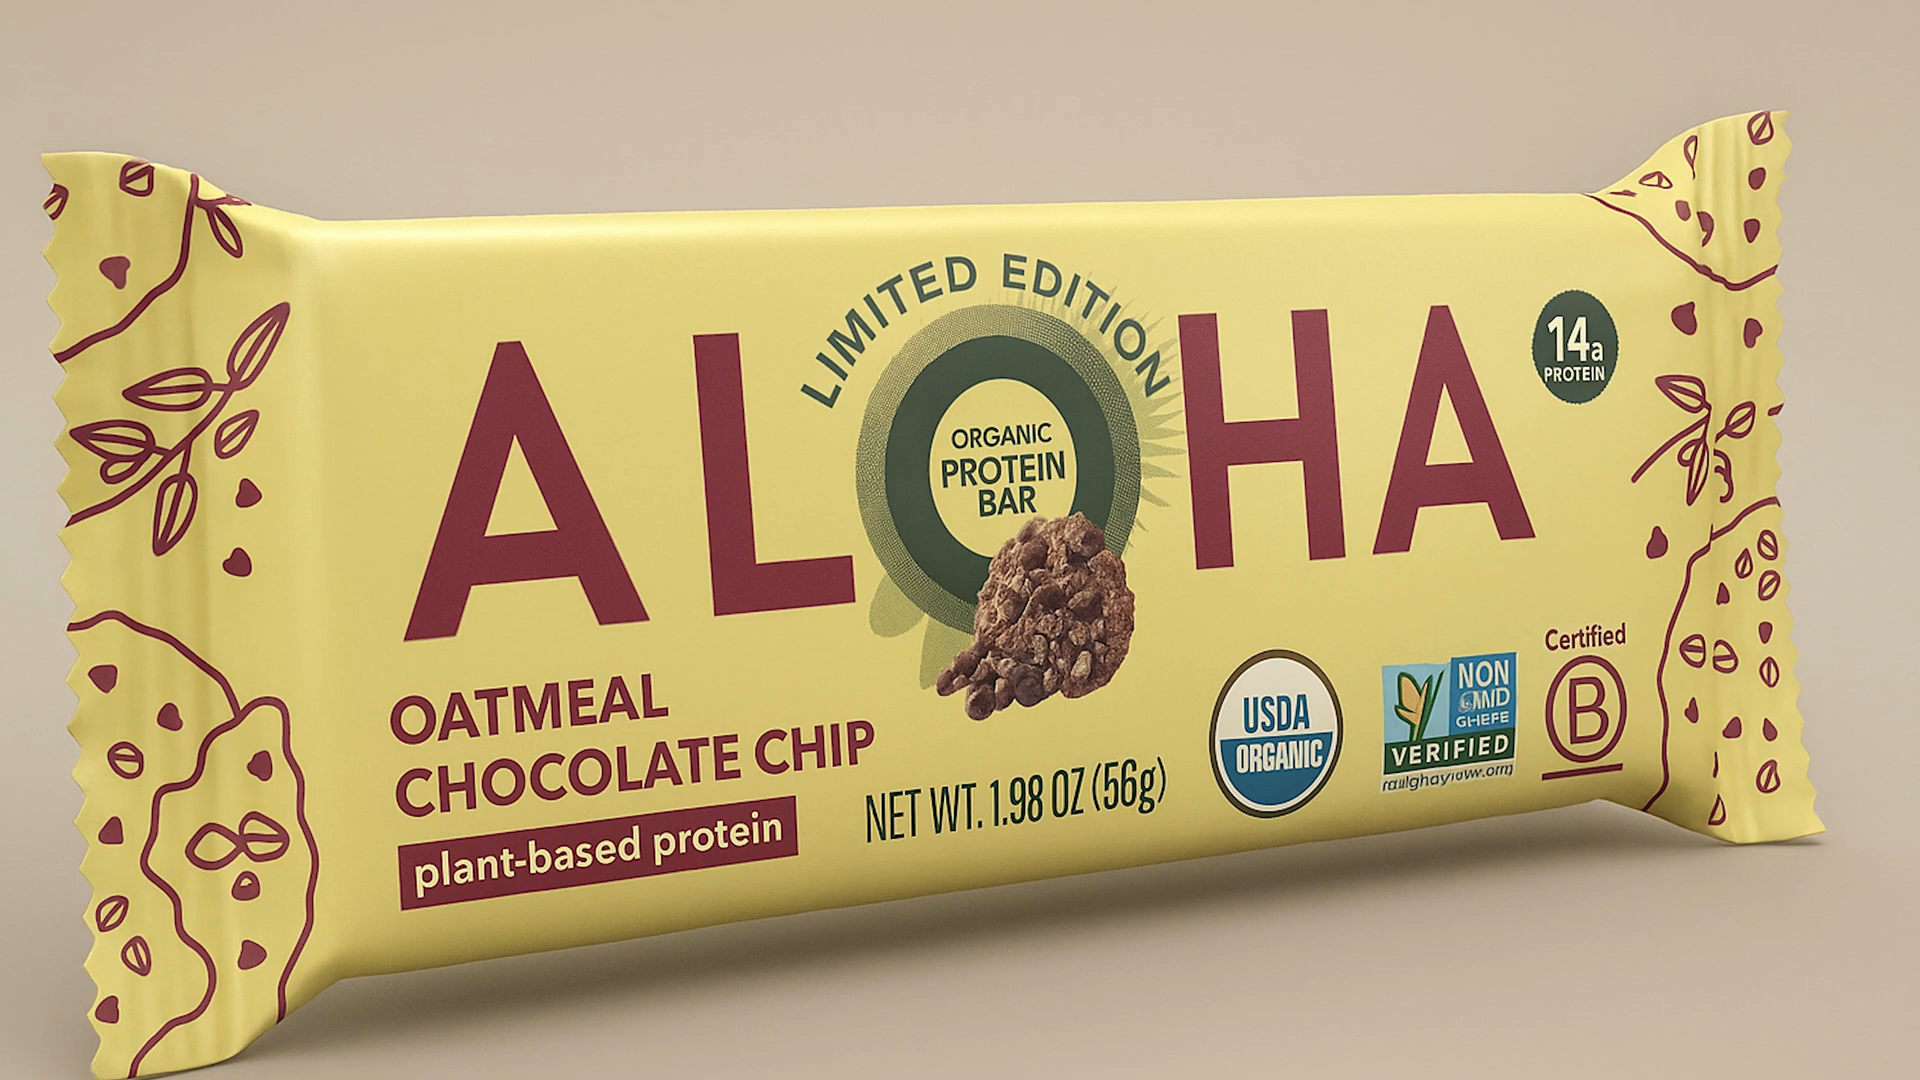 LIMITED EDITION
ALOHA
ORGANIC
PROTEIN
BAR
14a
PROTEIN
OATMEAL
CHOCOLATE CHIP
plant-based protein
NET WT. 1.98 OZ (56g)
USDA
ORGANIC
NON
VERIFIED
Certified
B